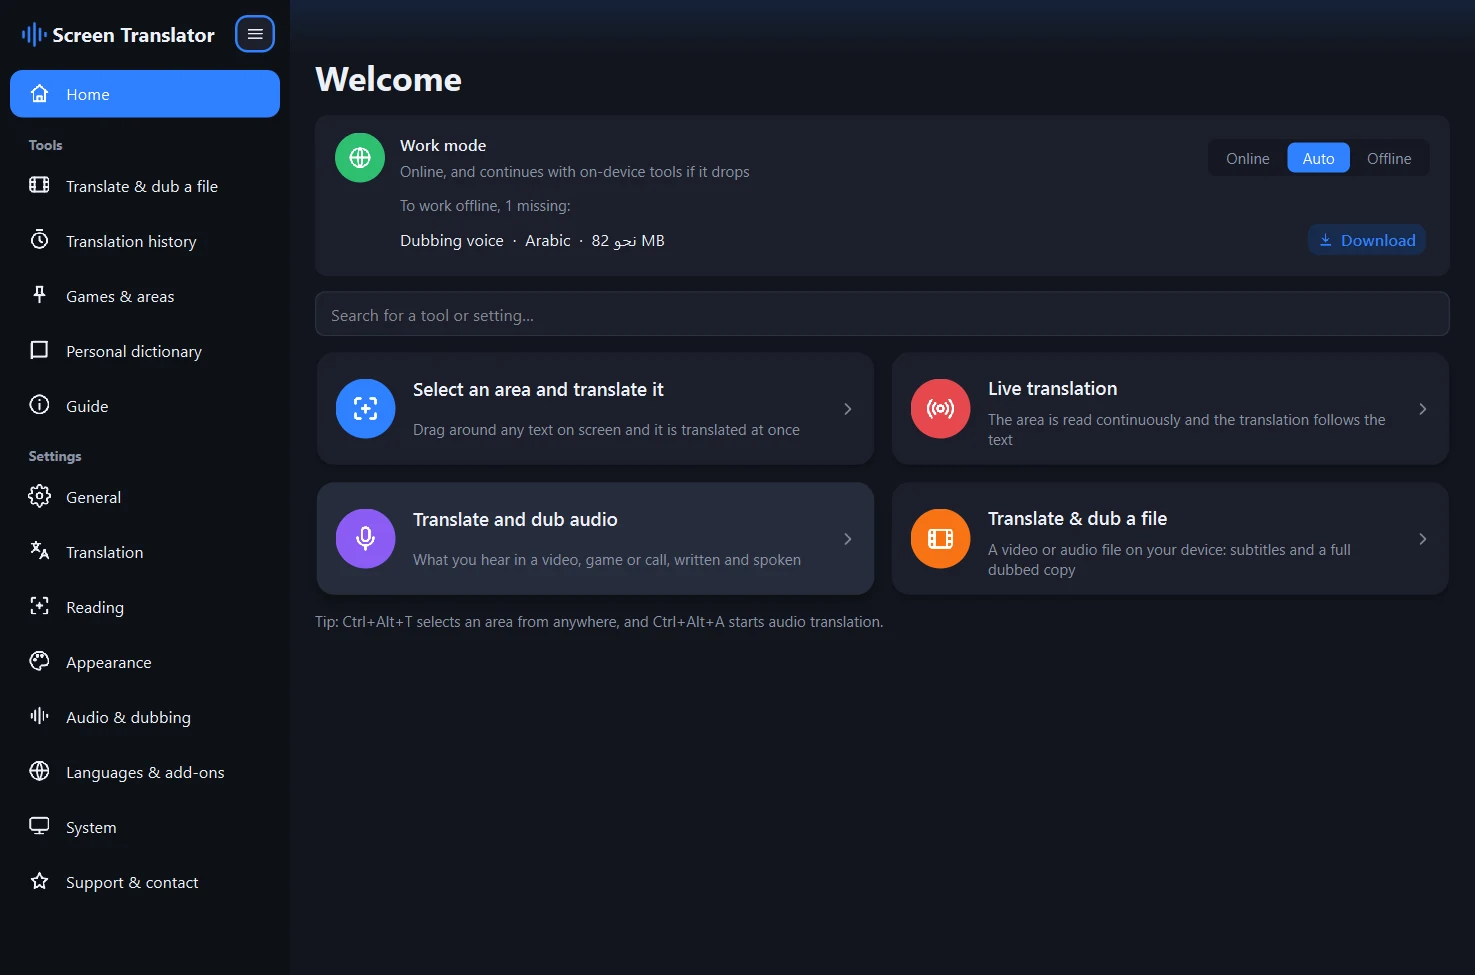 Screen Translator
Home
Tools
Translate & dub a file
Translation history
Games & areas
Personal dictionary
Guide
Settings
General
Translation
Reading
Appearance
Audio & dubbing
Languages & add-ons
System
Support & contact
Welcome
Work mode
Online, and continues with on-device tools if it drops
Online
Auto
Offline
To work offline, 1 missing:
Dubbing voice · Arabic · 82 نحو MB
Download
Search for a tool or setting...
Select an area and translate it
Drag around any text on screen and it is translated at once
Live translation
The area is read continuously and the translation follows the
text
Translate and dub audio
What you hear in a video, game or call, written and spoken
Translate & dub a file
A video or audio file on your device: subtitles and a full
dubbed copy
Tip: Ctrl+Alt+T selects an area from anywhere, and Ctrl+Alt+A starts audio translation.